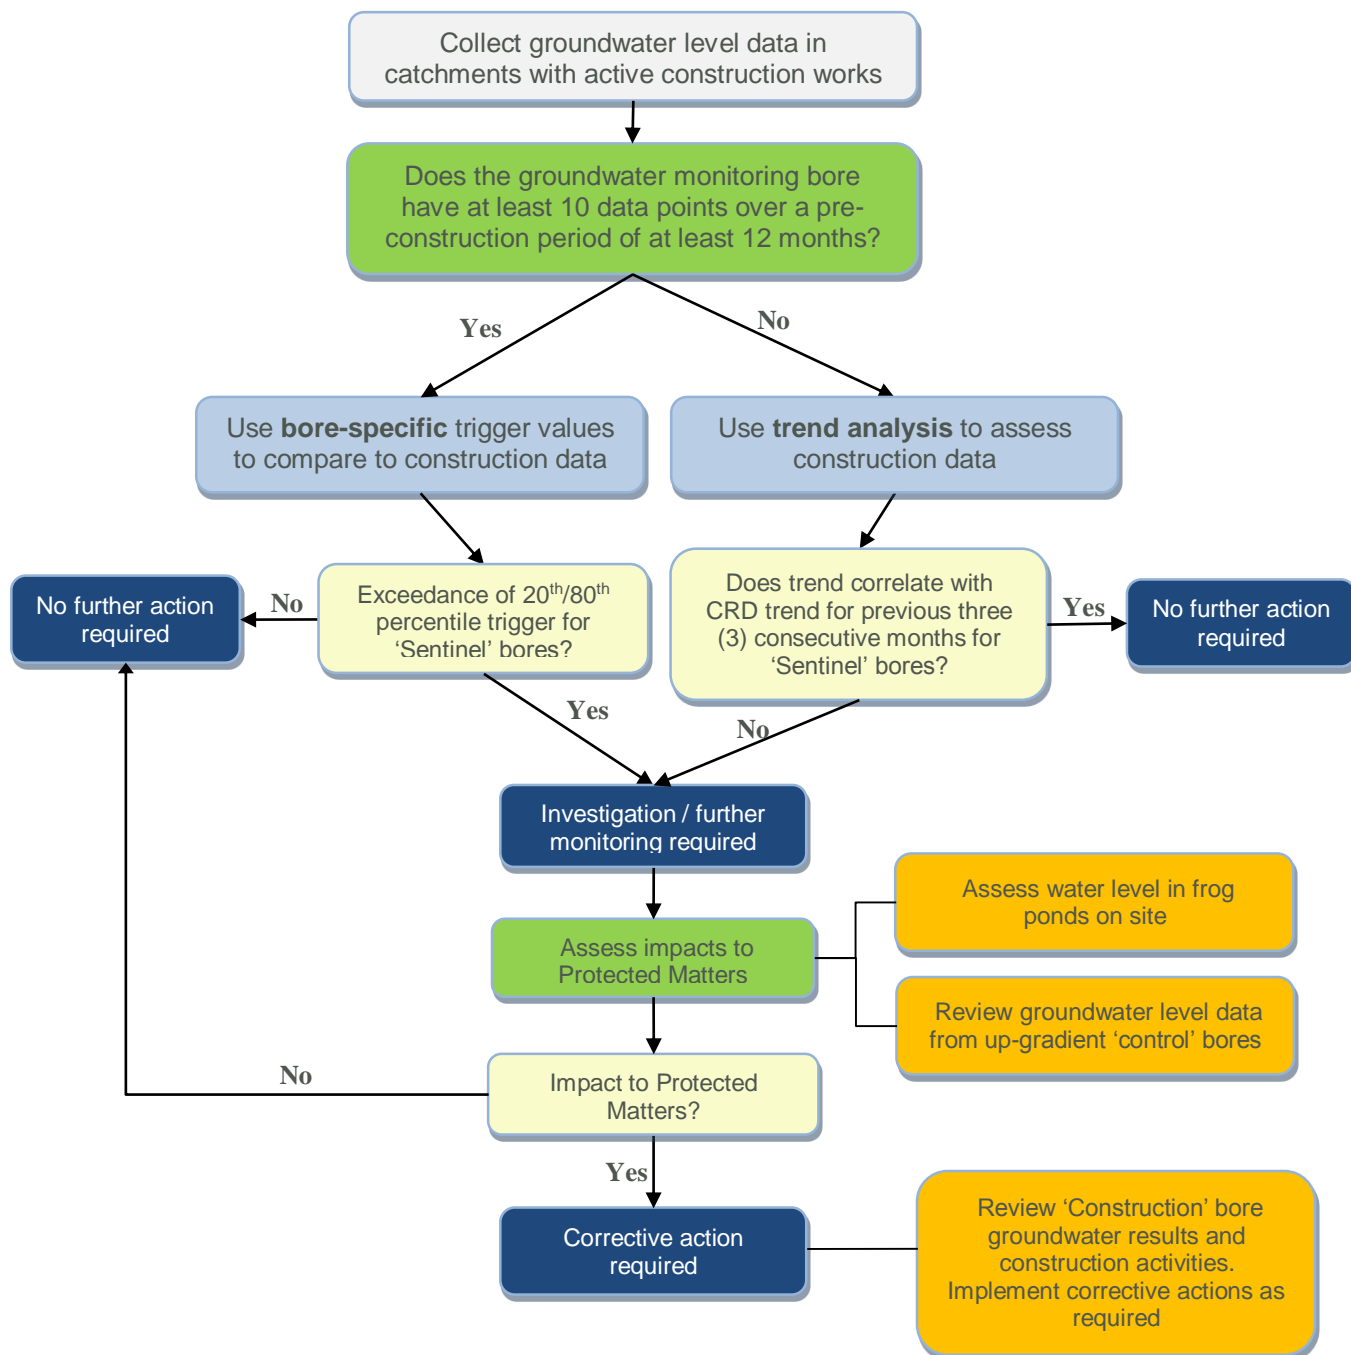 Collect groundwater level data in
catchments with active construction works
Does the groundwater monitoring bore
have at least 10 data points over a pre-
construction period of at least 12 months?
Yes
No
Use bore-specific trigger values
to compare to construction data
Use trend analysis to assess
construction data
No further action
required
No
Exceedance of 20th/80th
percentile trigger for
‘Sentinel’ bores?
Does trend correlate with
CRD trend for previous three
(3) consecutive months for
‘Sentinel’ bores?
Yes
No further action
required
Yes
No
Investigation / further
monitoring required
Assess water level in frog
ponds on site
Assess impacts to
Protected Matters
Review groundwater level data
from up-gradient ‘control’ bores
No
Impact to Protected
Matters?
Yes
Corrective action
required
Review ‘Construction’ bore
groundwater results and
construction activities.
Implement corrective actions as
required